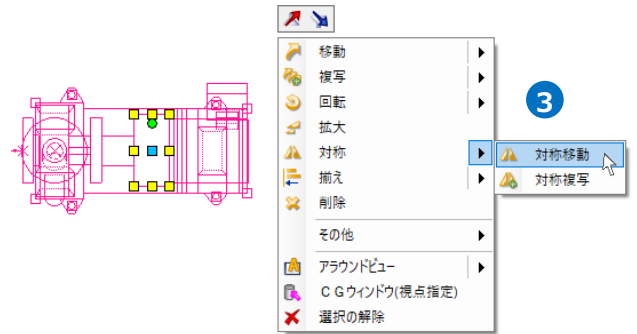 移動
複写
回転
拡大
対称
揃え
削除
その他
アラウンドビュー
ＣＧウィンドウ(視点指定)
選択の解除
3
対称移動
対称複写